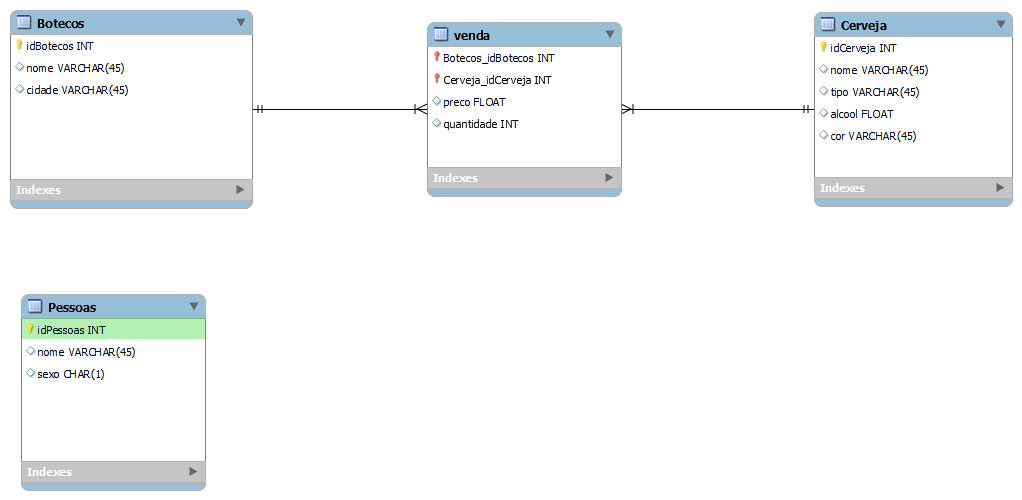 Botecos
idBotecos INT
nome VARCHAR(45)
cidade VARCHAR(45)
Indexes
venda
Botecos_idBotecos INT
Cerveja_idCerveja INT
preco FLOAT
quantidade INT
Indexes
Cerveja
idCerveja INT
nome VARCHAR(45)
tipo VARCHAR(45)
alcool FLOAT
cor VARCHAR(45)
Indexes
Pessoas
idPessoas INT
nome VARCHAR(45)
sexo CHAR(1)
Indexes